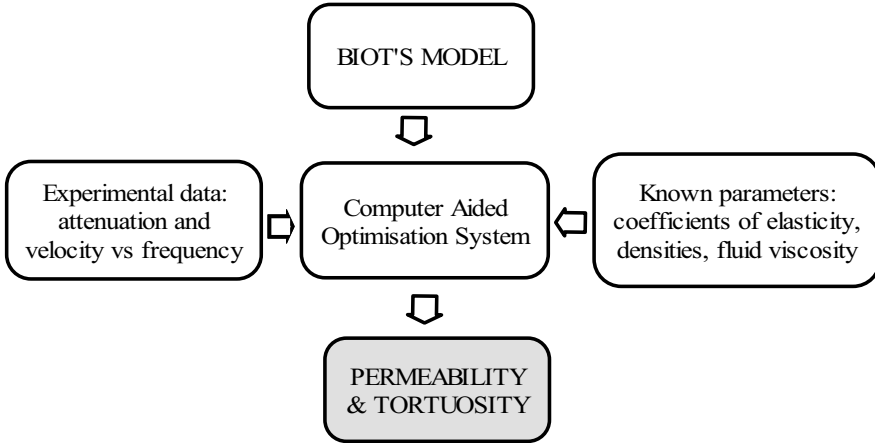 BIOT'S MODEL
Experimental data:
attenuation and
velocity vs frequency
Computer Aided
Optimisation System
Known parameters:
coefficients of elasticity,
densities, fluid viscosity
PERMEABILITY
& TORTUOSITY